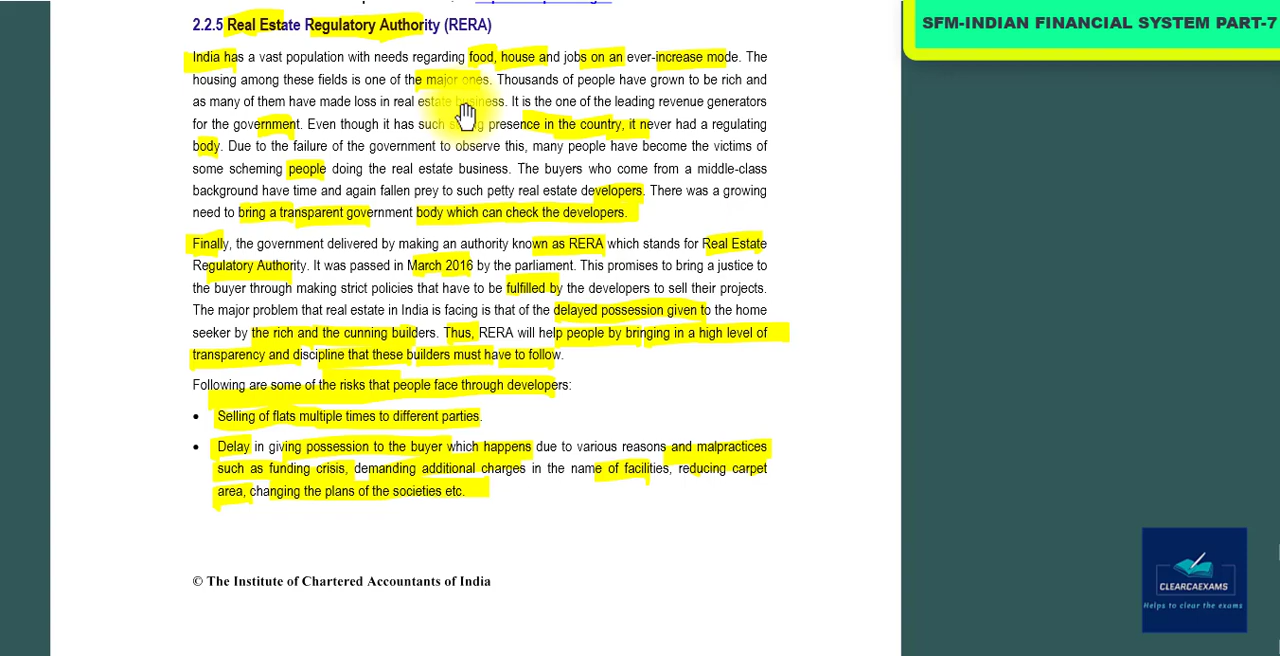 SFM-INDIAN FINANCIAL SYSTEM PART-7
2.2.5 Real Estate Regulatory Authority (RERA)
India has a vast population with needs regarding food, house and jobs on an ever-increase mode. The
housing among these fields is one of the major ones. Thousands of people have grown to be rich and
as many of them have made loss in real estate business. It is the one of the leading revenue generators
for the government. Even though it has such presence in the country, it never had a regulating
body. Due to the failure of the government to observe this, many people have become the victims of
some scheming people doing the real estate business. The buyers who come from a middle-class
background have time and again fallen prey to such petty real estate developers. There was a growing
need to bring a transparent government body which can check the developers.
Finally, the government delivered by making an authority known as RERA which stands for Real Estate
Regulatory Authority. It was passed in March 2016 by the parliament. This promises to bring a justice to
the buyer through making strict policies that have to be fulfilled by the developers to sell their projects.
The major problem that real estate in India is facing is that of the delayed possession given to the home
seeker by the rich and the cunning builders. Thus, RERA will help people by bringing in a high level of
transparency and discipline that these builders must have to follow.
Following are some of the risks that people face through developers:
• Selling of flats multiple times to different parties.
• Delay in giving possession to the buyer which happens due to various reasons and malpractices
such as funding crisis, demanding additional charges in the name of facilities, reducing carpet
area, changing the plans of the societies etc.
© The Institute of Chartered Accountants of India
CLEARCAEXAMS
Helps to clear the exams